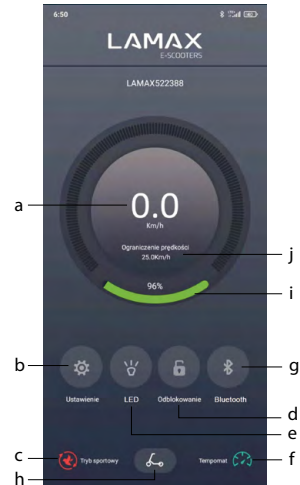 6:50
LAMAX
E-SCOOTERS
LAMAX522388
a
0.0
Km/h
Ograniczenie prędkości
25.0Km/h
j
96%
i
b
g
Ustawienie LED Odblokowanie Bluetooth
d
e
c
Tryb sportowy
Tempomat
f
h